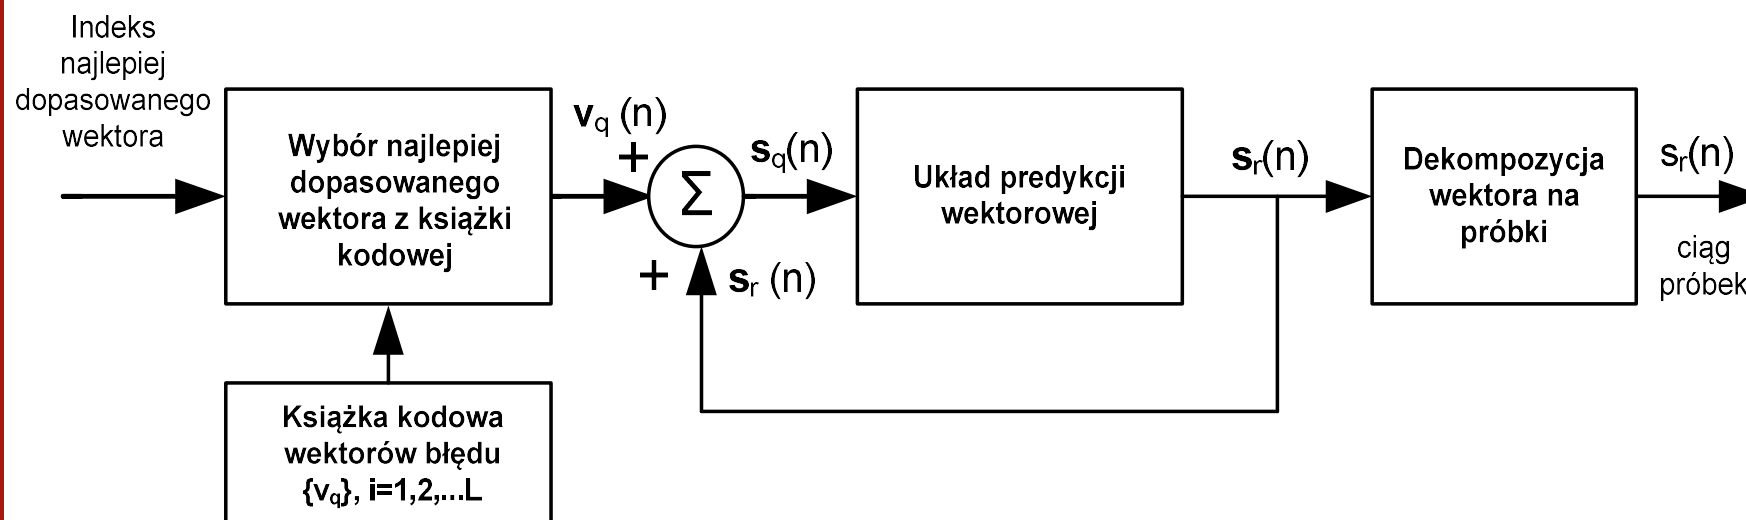 Indeks
najlepiej
dopasowanego
wektora
Wybór najlepiej
dopasowanego
wektora z książki
kodowej
Książka kodowa
wektorów błędu
{vq}, i=1,2,...L
vq (n)
+
Σ
+
sr (n)
sq(n)
Układ predykcji
wektorowej
sr(n)
Dekompozycja
wektora na
próbki
sr(n)
ciąg
próbek